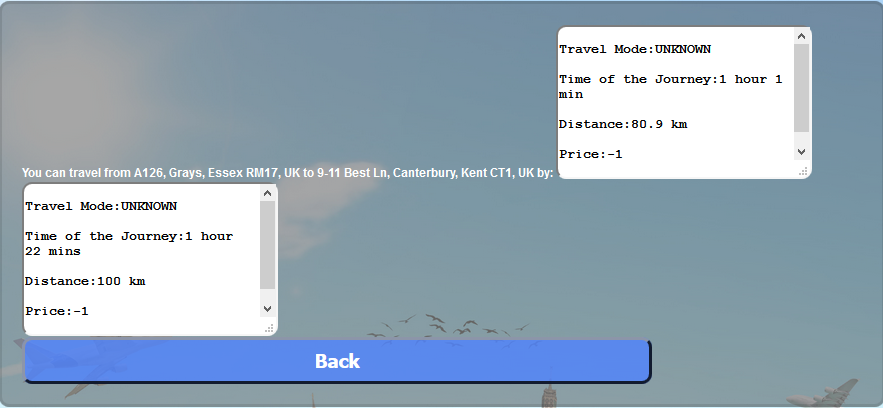 Travel Mode:UNKNOWN
Time of the Journey:1 hour 1
min
Distance:80.9 km
Price:-1
You can travel from A126, Grays, Essex RM17, UK to 9-11 Best Ln, Canterbury, Kent CT1, UK by:
Travel Mode:UNKNOWN
Time of the Journey:1 hour
22 mins
Distance:100 km
Price:-1
Back